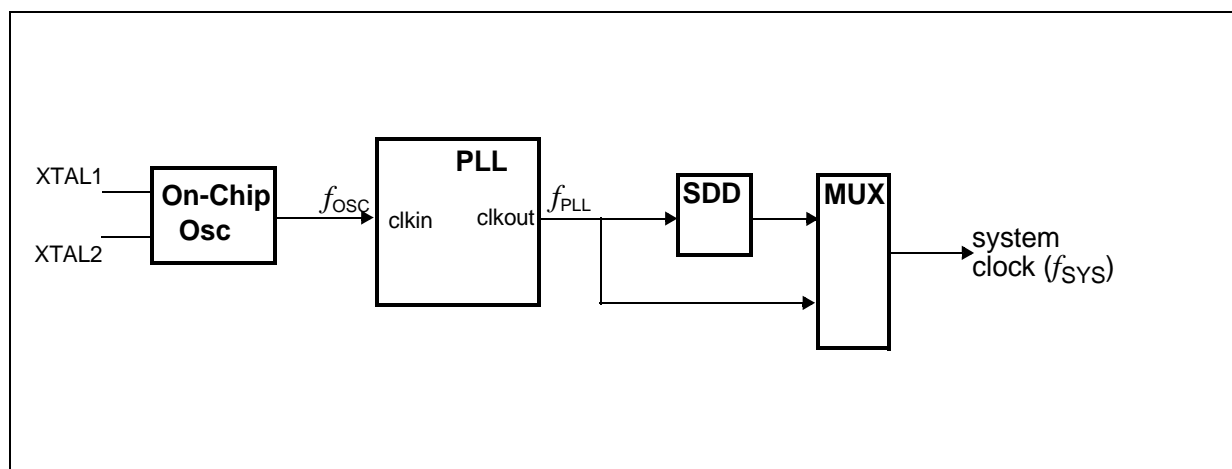 XTAL1
XTAL2
On-Chip
Osc
fOSC
PLL
clkin
clkout
fPLL
SDD
MUX
system
clock (fSYS)